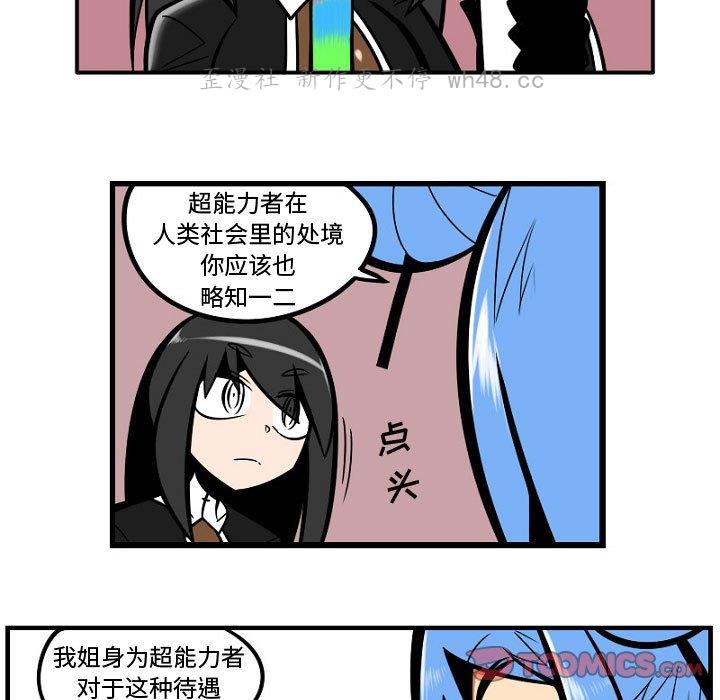 歪漫社 新作更不停 wh48.cc
超能力者在
人类社会里的处境
你应该也
略知一二
点头
我姐身为超能力者
对于这种待遇
TOOMICS.COM